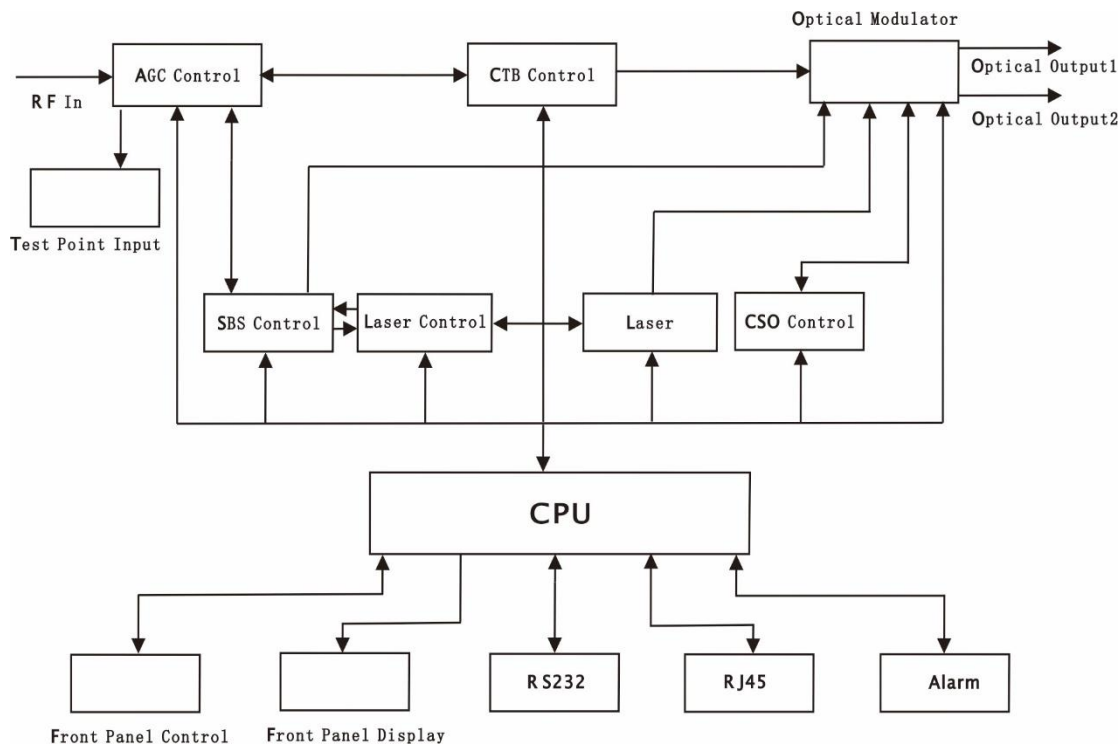 Optical Modulator
AGC Control
CTB Control
Optical Output1
RF In
Optical Output2
Test Point Input
SBS Control
Laser Control
Laser
CSO Control
CPU
RS232
RJ45
Alarm
Front Panel Control
Front Panel Display